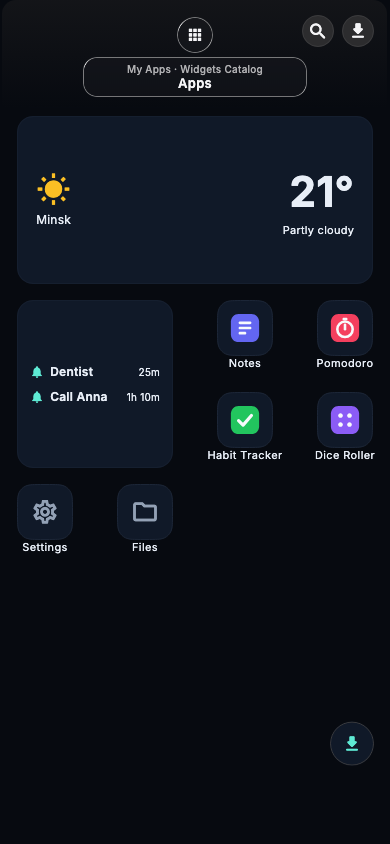 My Apps · Widgets Catalog
Apps
21°
Minsk
Partly cloudy
Dentist 25m
Call Anna 1h 10m
Notes
Pomodoro
Habit Tracker
Dice Roller
Settings
Files